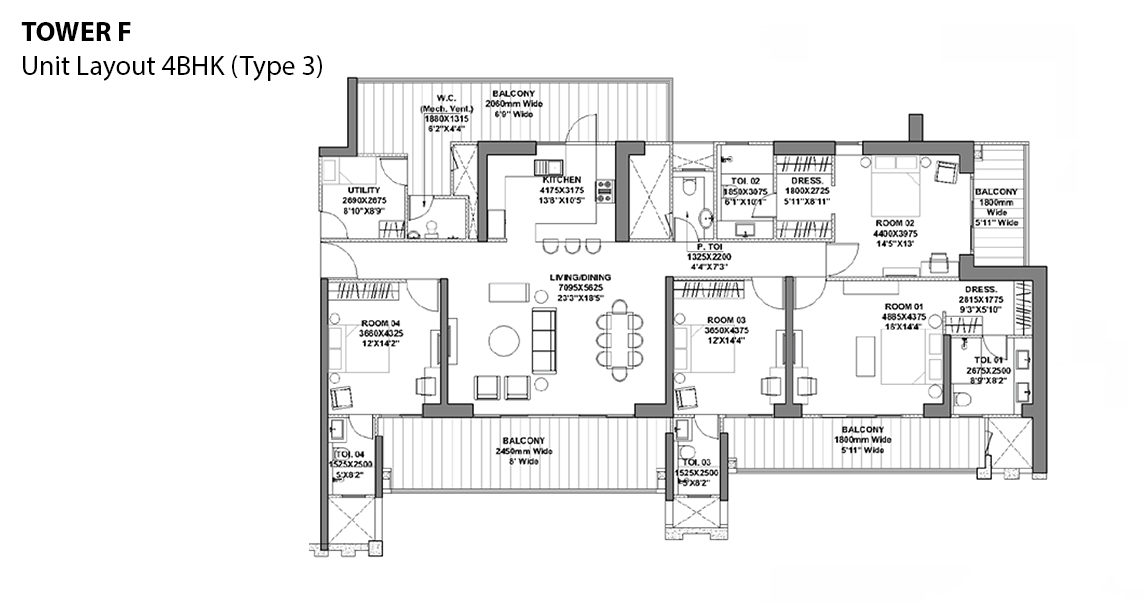 TOWER F
Unit Layout 4BHK (Type 3)
W.C.
(Mech. Vent.)
1880X1315
6'2"X4'4"
BALCONY
2060mm Wide
6'9" Wide
UTILITY
2690X2675
8'10"X8'9"
KITCHEN
4175X3175
13'8"X10'5"
TOI. 02
1850X3075
6'1"X10'1"
DRESS.
1800X2725
5'11"X8'11"
ROOM 02
4400X3975
14'5"X13'
BALCONY
1800mm
Wide
5'11" Wide
P. TOI
1325X2200
4'4"X7'3"
LIVING/DINING
7095X5625
23'3"X18'5"
ROOM 04
3660X4325
12'X14'2"
ROOM 03
3650X4375
12'X14'4"
ROOM 01
4885X4375
16'X14'4"
DRESS.
2815X1775
9'3"X5'10"
TOI. 01
2675X2500
8'9"X8'2"
TOI. 04
1525X2500
5'X8'2"
BALCONY
2450mm Wide
8' Wide
TOI. 03
1525X2500
5'X8'2"
BALCONY
1800mm Wide
5'11" Wide